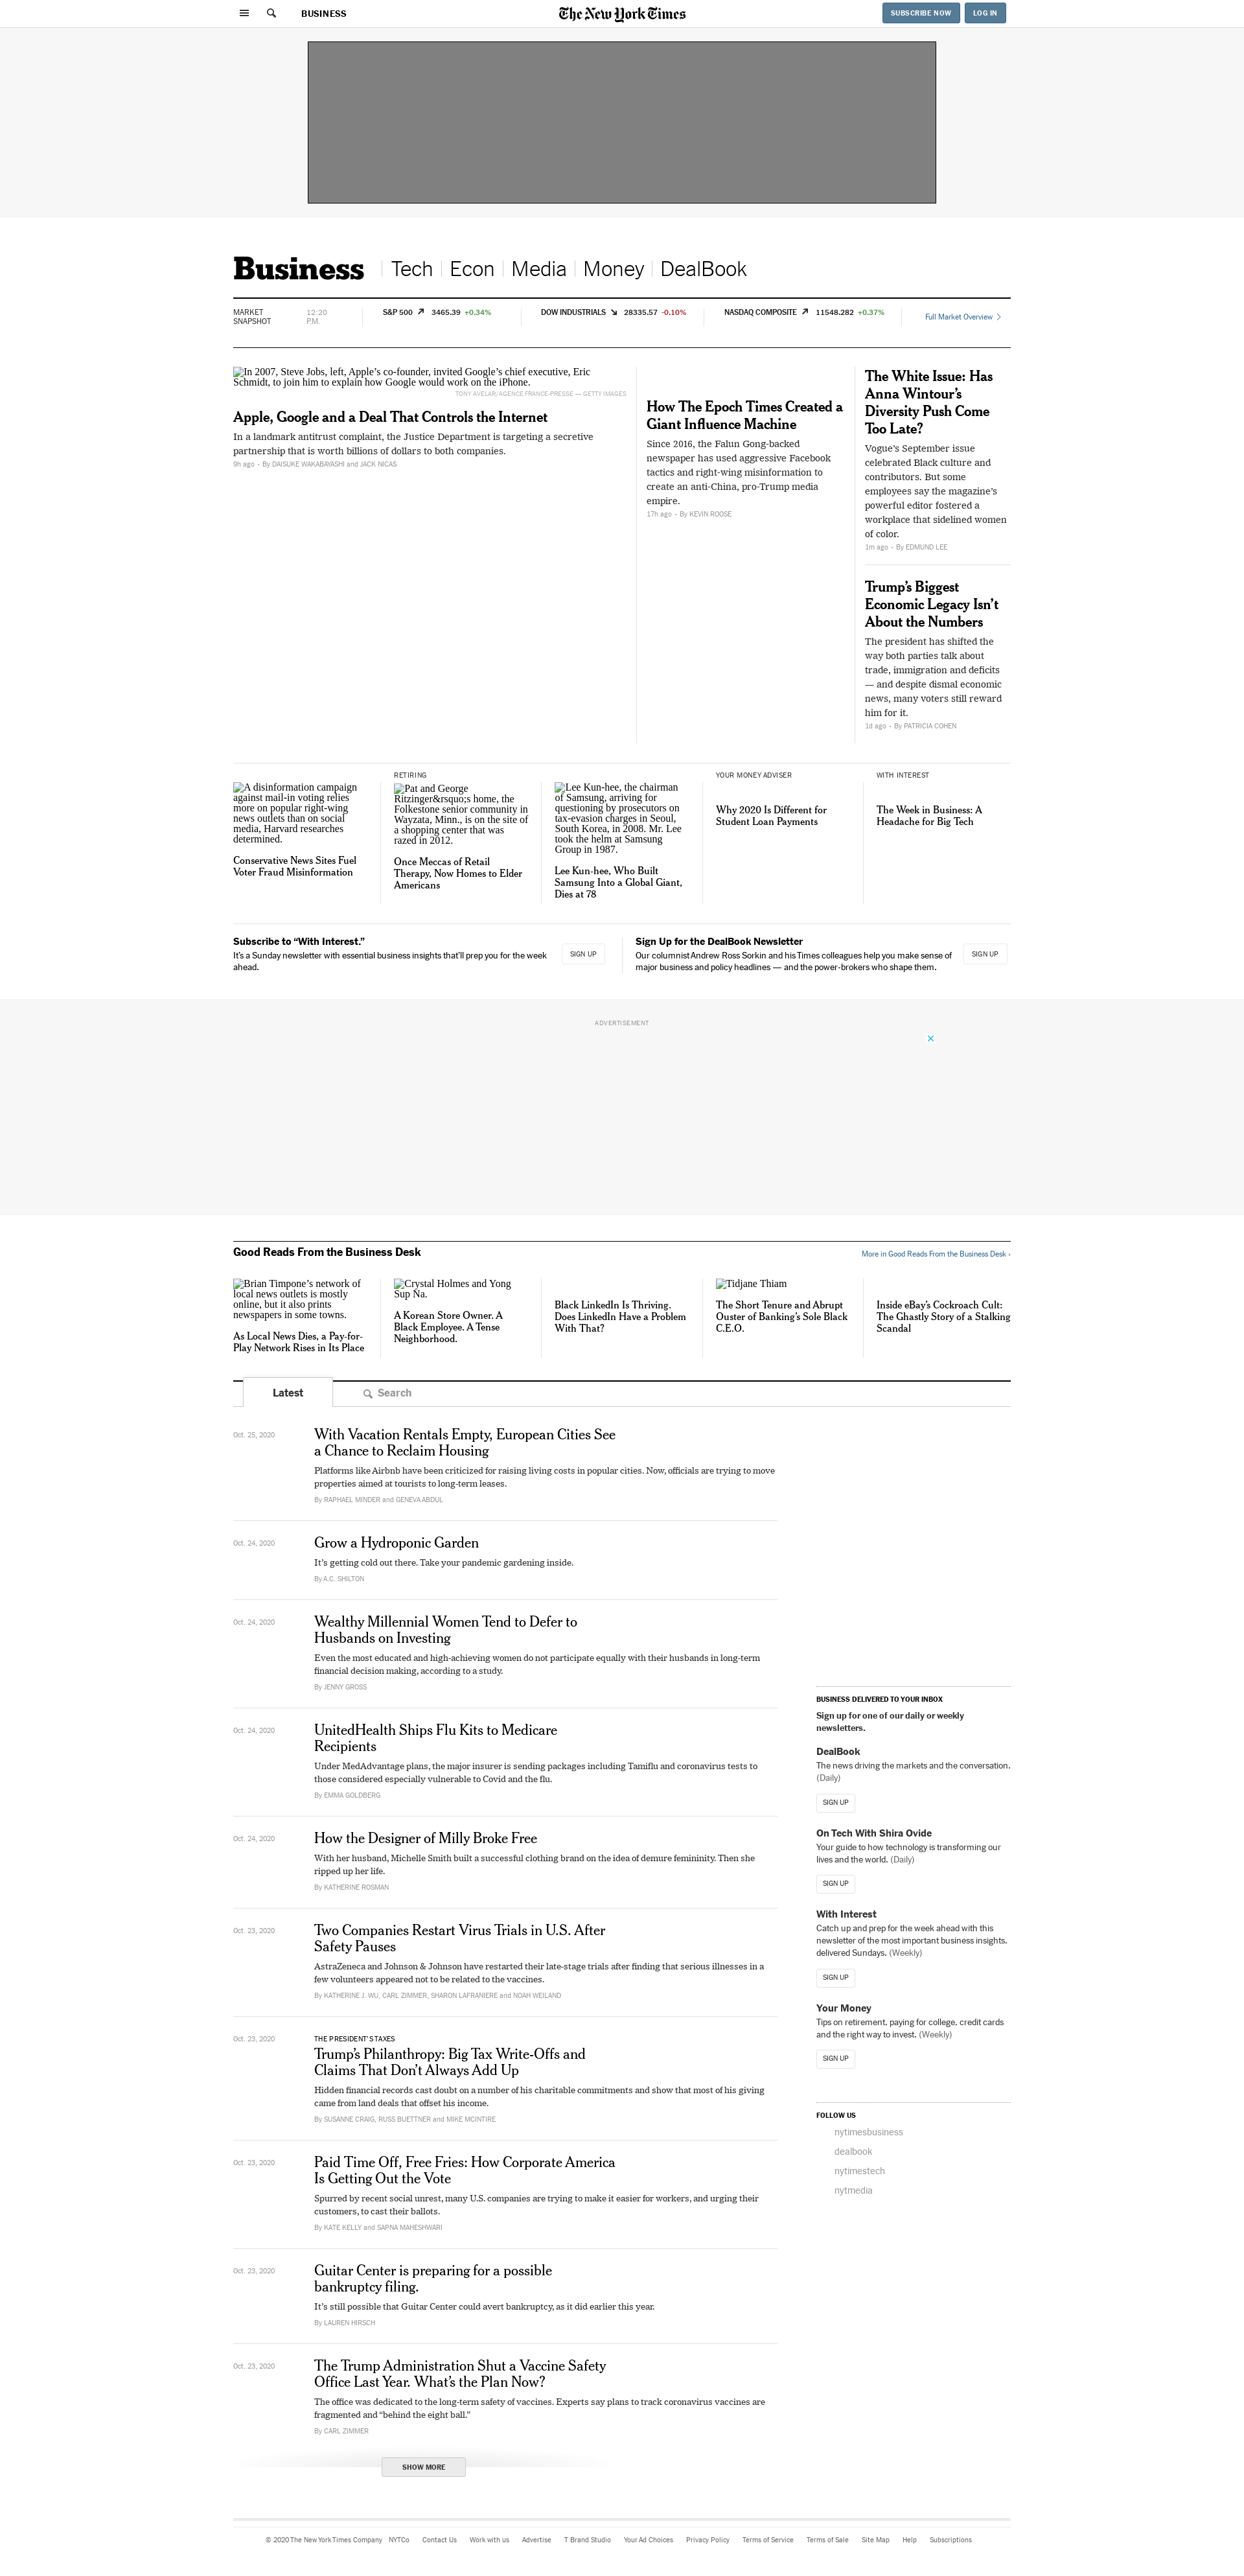 BUSINESS
The New York Times
SUBSCRIBE NOW
LOG IN
Business
Tech
Econ
Media
Money
DealBook
MARKET
SNAPSHOT
12:20
P.M.
S&P 500 3465.39 +0.34%
DOW INDUSTRIALS 28335.57 -0.10%
NASDAQ COMPOSITE 11548.282 +0.37%
Full Market Overview
In 2007, Steve Jobs, left, Apple’s co-founder, invited Google’s chief executive, Eric
Schmidt, to join him to explain how Google would work on the iPhone.
TONY AVELAR/AGENCE FRANCE-PRESSE — GETTY IMAGES
Apple, Google and a Deal That Controls the Internet
In a landmark antitrust complaint, the Justice Department is targeting a secretive
partnership that is worth billions of dollars to both companies.
9h ago - By DAISUKE WAKABAYASHI and JACK NICAS
How The Epoch Times Created a
Giant Influence Machine
Since 2016, the Falun Gong-backed
newspaper has used aggressive Facebook
tactics and right-wing misinformation to
create an anti-China, pro-Trump media
empire.
17h ago - By KEVIN ROOSE
The White Issue: Has
Anna Wintour’s
Diversity Push Come
Too Late?
Vogue’s September issue
celebrated Black culture and
contributors. But some
employees say the magazine’s
powerful editor fostered a
workplace that sidelined women
of color.
1m ago - By EDMUND LEE
Trump’s Biggest
Economic Legacy Isn’t
About the Numbers
The president has shifted the
way both parties talk about
trade, immigration and deficits
— and despite dismal economic
news, many voters still reward
him for it.
1d ago - By PATRICIA COHEN
A disinformation campaign
against mail-in voting relies
more on popular right-wing
news outlets than on social
media, Harvard researches
determined.
Conservative News Sites Fuel
Voter Fraud Misinformation
RETIRING
Pat and George
Ritzinger&rsquo;s home, the
Folkestone senior community in
Wayzata, Minn., is on the site of
a shopping center that was
razed in 2012.
Once Meccas of Retail
Therapy, Now Homes to Elder
Americans
Lee Kun-hee, the chairman
of Samsung, arriving for
questioning by prosecutors on
tax-evasion charges in Seoul,
South Korea, in 2008. Mr. Lee
took the helm at Samsung
Group in 1987.
Lee Kun-hee, Who Built
Samsung Into a Global Giant,
Dies at 78
YOUR MONEY ADVISER
Why 2020 Is Different for
Student Loan Payments
WITH INTEREST
The Week in Business: A
Headache for Big Tech
Subscribe to “With Interest.”
It’s a Sunday newsletter with essential business insights that’ll prep you for the week
ahead.
SIGN UP
Sign Up for the DealBook Newsletter
Our columnist Andrew Ross Sorkin and his Times colleagues help you make sense of
major business and policy headlines — and the power-brokers who shape them.
SIGN UP
ADVERTISEMENT
Good Reads From the Business Desk
More in Good Reads From the Business Desk ›
Brian Timpone’s network of
local news outlets is mostly
online, but it also prints
newspapers in some towns.
As Local News Dies, a Pay-for-
Play Network Rises in Its Place
Crystal Holmes and Yong
Sup Na.
A Korean Store Owner. A
Black Employee. A Tense
Neighborhood.
Black LinkedIn Is Thriving.
Does LinkedIn Have a Problem
With That?
Tidjane Thiam
The Short Tenure and Abrupt
Ouster of Banking’s Sole Black
C.E.O.
Inside eBay’s Cockroach Cult:
The Ghastly Story of a Stalking
Scandal
Latest
Search
Oct. 25, 2020
With Vacation Rentals Empty, European Cities See
a Chance to Reclaim Housing
Platforms like Airbnb have been criticized for raising living costs in popular cities. Now, officials are trying to move
properties aimed at tourists to long-term leases.
By RAPHAEL MINDER and GENEVA ABDUL
Oct. 24, 2020
Grow a Hydroponic Garden
It’s getting cold out there. Take your pandemic gardening inside.
By A.C. SHILTON
Oct. 24, 2020
Wealthy Millennial Women Tend to Defer to
Husbands on Investing
Even the most educated and high-achieving women do not participate equally with their husbands in long-term
financial decision making, according to a study.
By JENNY GROSS
Oct. 24, 2020
UnitedHealth Ships Flu Kits to Medicare
Recipients
Under MedAdvantage plans, the major insurer is sending packages including Tamiflu and coronavirus tests to
those considered especially vulnerable to Covid and the flu.
By EMMA GOLDBERG
Oct. 24, 2020
How the Designer of Milly Broke Free
With her husband, Michelle Smith built a successful clothing brand on the idea of demure femininity. Then she
ripped up her life.
By KATHERINE ROSMAN
Oct. 23, 2020
Two Companies Restart Virus Trials in U.S. After
Safety Pauses
AstraZeneca and Johnson & Johnson have restarted their late-stage trials after finding that serious illnesses in a
few volunteers appeared not to be related to the vaccines.
By KATHERINE J. WU, CARL ZIMMER, SHARON LAFRANIERE and NOAH WEILAND
Oct. 23, 2020
THE PRESIDENT’S TAXES
Trump’s Philanthropy: Big Tax Write-Offs and
Claims That Don’t Always Add Up
Hidden financial records cast doubt on a number of his charitable commitments and show that most of his giving
came from land deals that offset his income.
By SUSANNE CRAIG, RUSS BUETTNER and MIKE MCINTIRE
Oct. 23, 2020
Paid Time Off, Free Fries: How Corporate America
Is Getting Out the Vote
Spurred by recent social unrest, many U.S. companies are trying to make it easier for workers, and urging their
customers, to cast their ballots.
By KATE KELLY and SAPNA MAHESHWARI
Oct. 23, 2020
Guitar Center is preparing for a possible
bankruptcy filing.
It’s still possible that Guitar Center could avert bankruptcy, as it did earlier this year.
By LAUREN HIRSCH
Oct. 23, 2020
The Trump Administration Shut a Vaccine Safety
Office Last Year. What’s the Plan Now?
The office was dedicated to the long-term safety of vaccines. Experts say plans to track coronavirus vaccines are
fragmented and “behind the eight ball.”
By CARL ZIMMER
SHOW MORE
BUSINESS DELIVERED TO YOUR INBOX
Sign up for one of our daily or weekly
newsletters.
DealBook
The news driving the markets and the conversation.
(Daily)
SIGN UP
On Tech With Shira Ovide
Your guide to how technology is transforming our
lives and the world. (Daily)
SIGN UP
With Interest
Catch up and prep for the week ahead with this
newsletter of the most important business insights,
delivered Sundays. (Weekly)
SIGN UP
Your Money
Tips on retirement, paying for college, credit cards
and the right way to invest. (Weekly)
SIGN UP
FOLLOW US
nytimesbusiness
dealbook
nytimestech
nytmedia
© 2020 The New York Times Company NYTCo Contact Us Work with us Advertise T Brand Studio Your Ad Choices Privacy Policy Terms of Service Terms of Sale Site Map Help Subscriptions